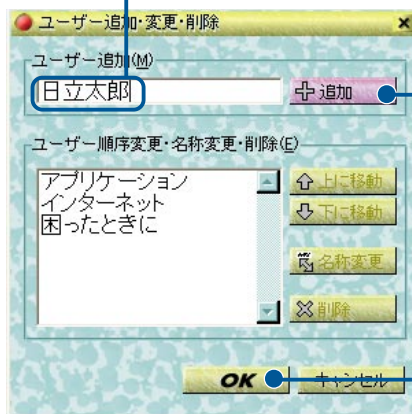 ユーザー追加・変更・削除
ユーザー追加(M)
日立太郎
追加
ユーザー順序変更・名称変更・削除(E)
アプリケーション
インターネット
困ったときに
上に移動
下に移動
名称変更
削除
OK
キャンセル